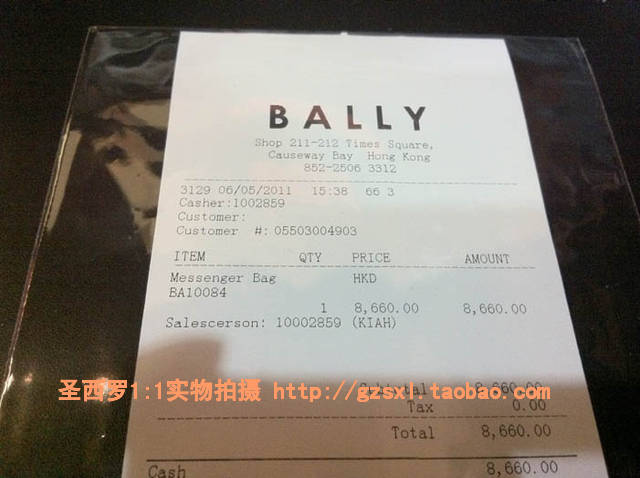 BALLY
Shop 211-212 Times Square,
Causeway Bay Hong Kong
852-2506 3312
3129 06/05/2011 15:38 66 3
Casher:1002859
Customer:
Customer #: 05503004903
ITEM QTY PRICE AMOUNT
Messenger Bag HKD
BA10084
1 8,660.00 8,660.00
Salescerson: 10002859 (KIAH)
Subtotal 8,660.00
圣西罗1:1实物拍摄 http://gzsxl.taobao.com/
Tax 0.00
Total 8,660.00
Cash 8,660.00